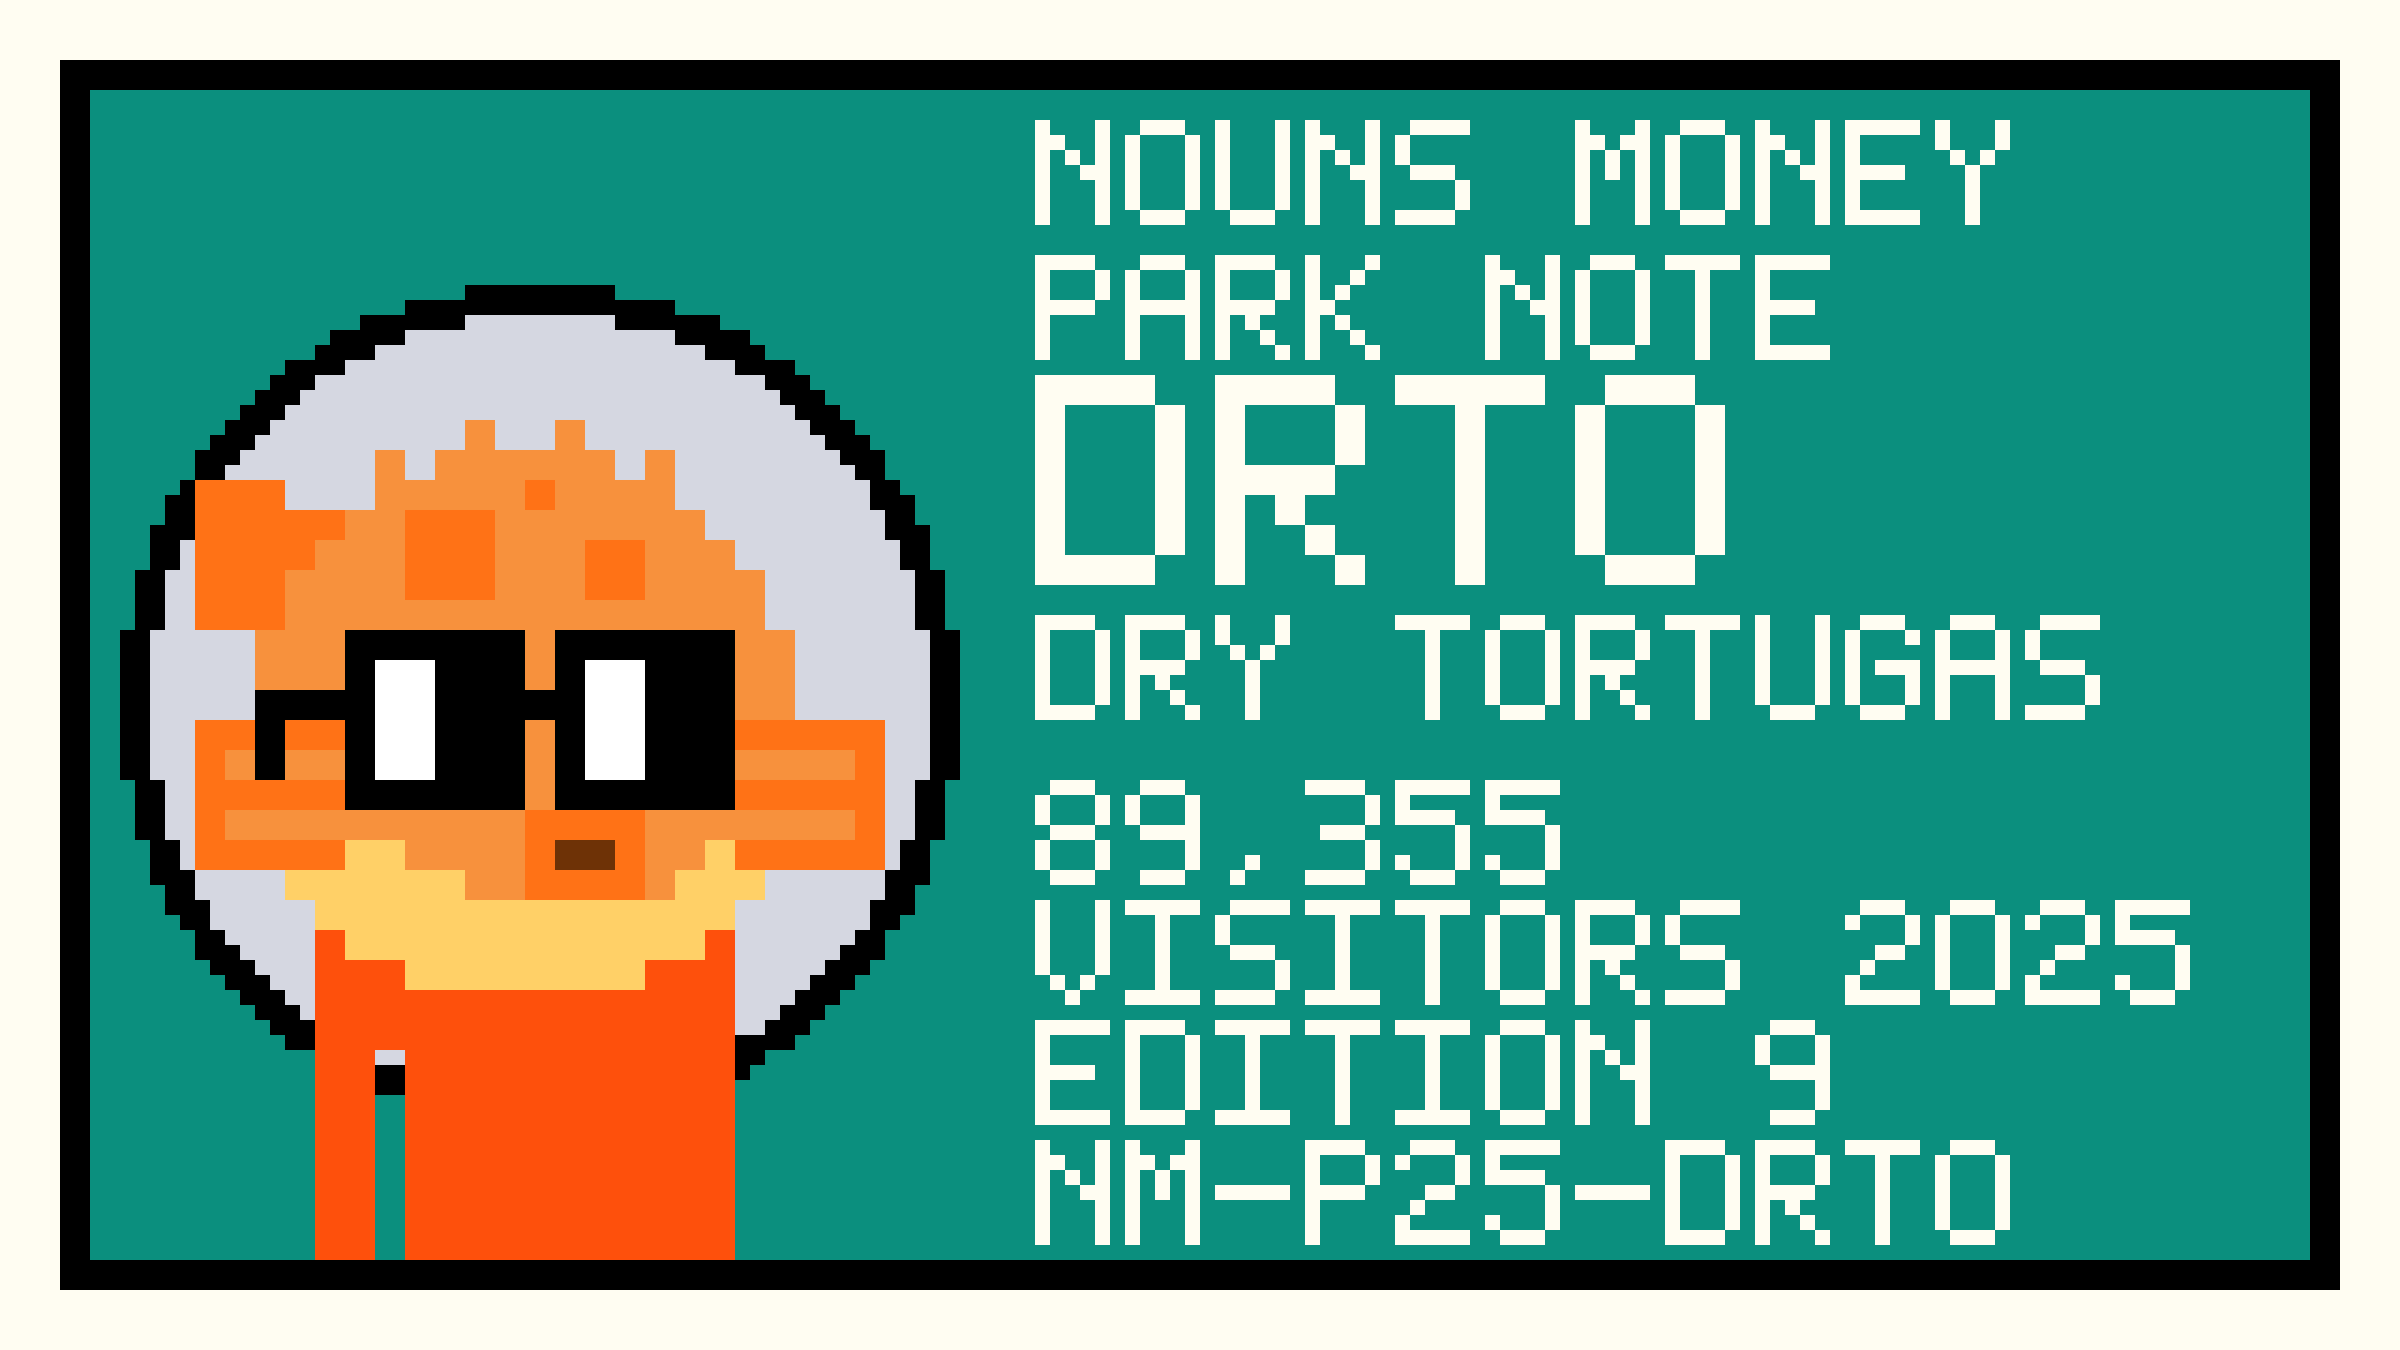 NOUNS MONEY
PARK NOTE
DRTO
DRY TORTUGAS
89,355
VISITORS 2025
EDITION 9
NM-P25-DRTO